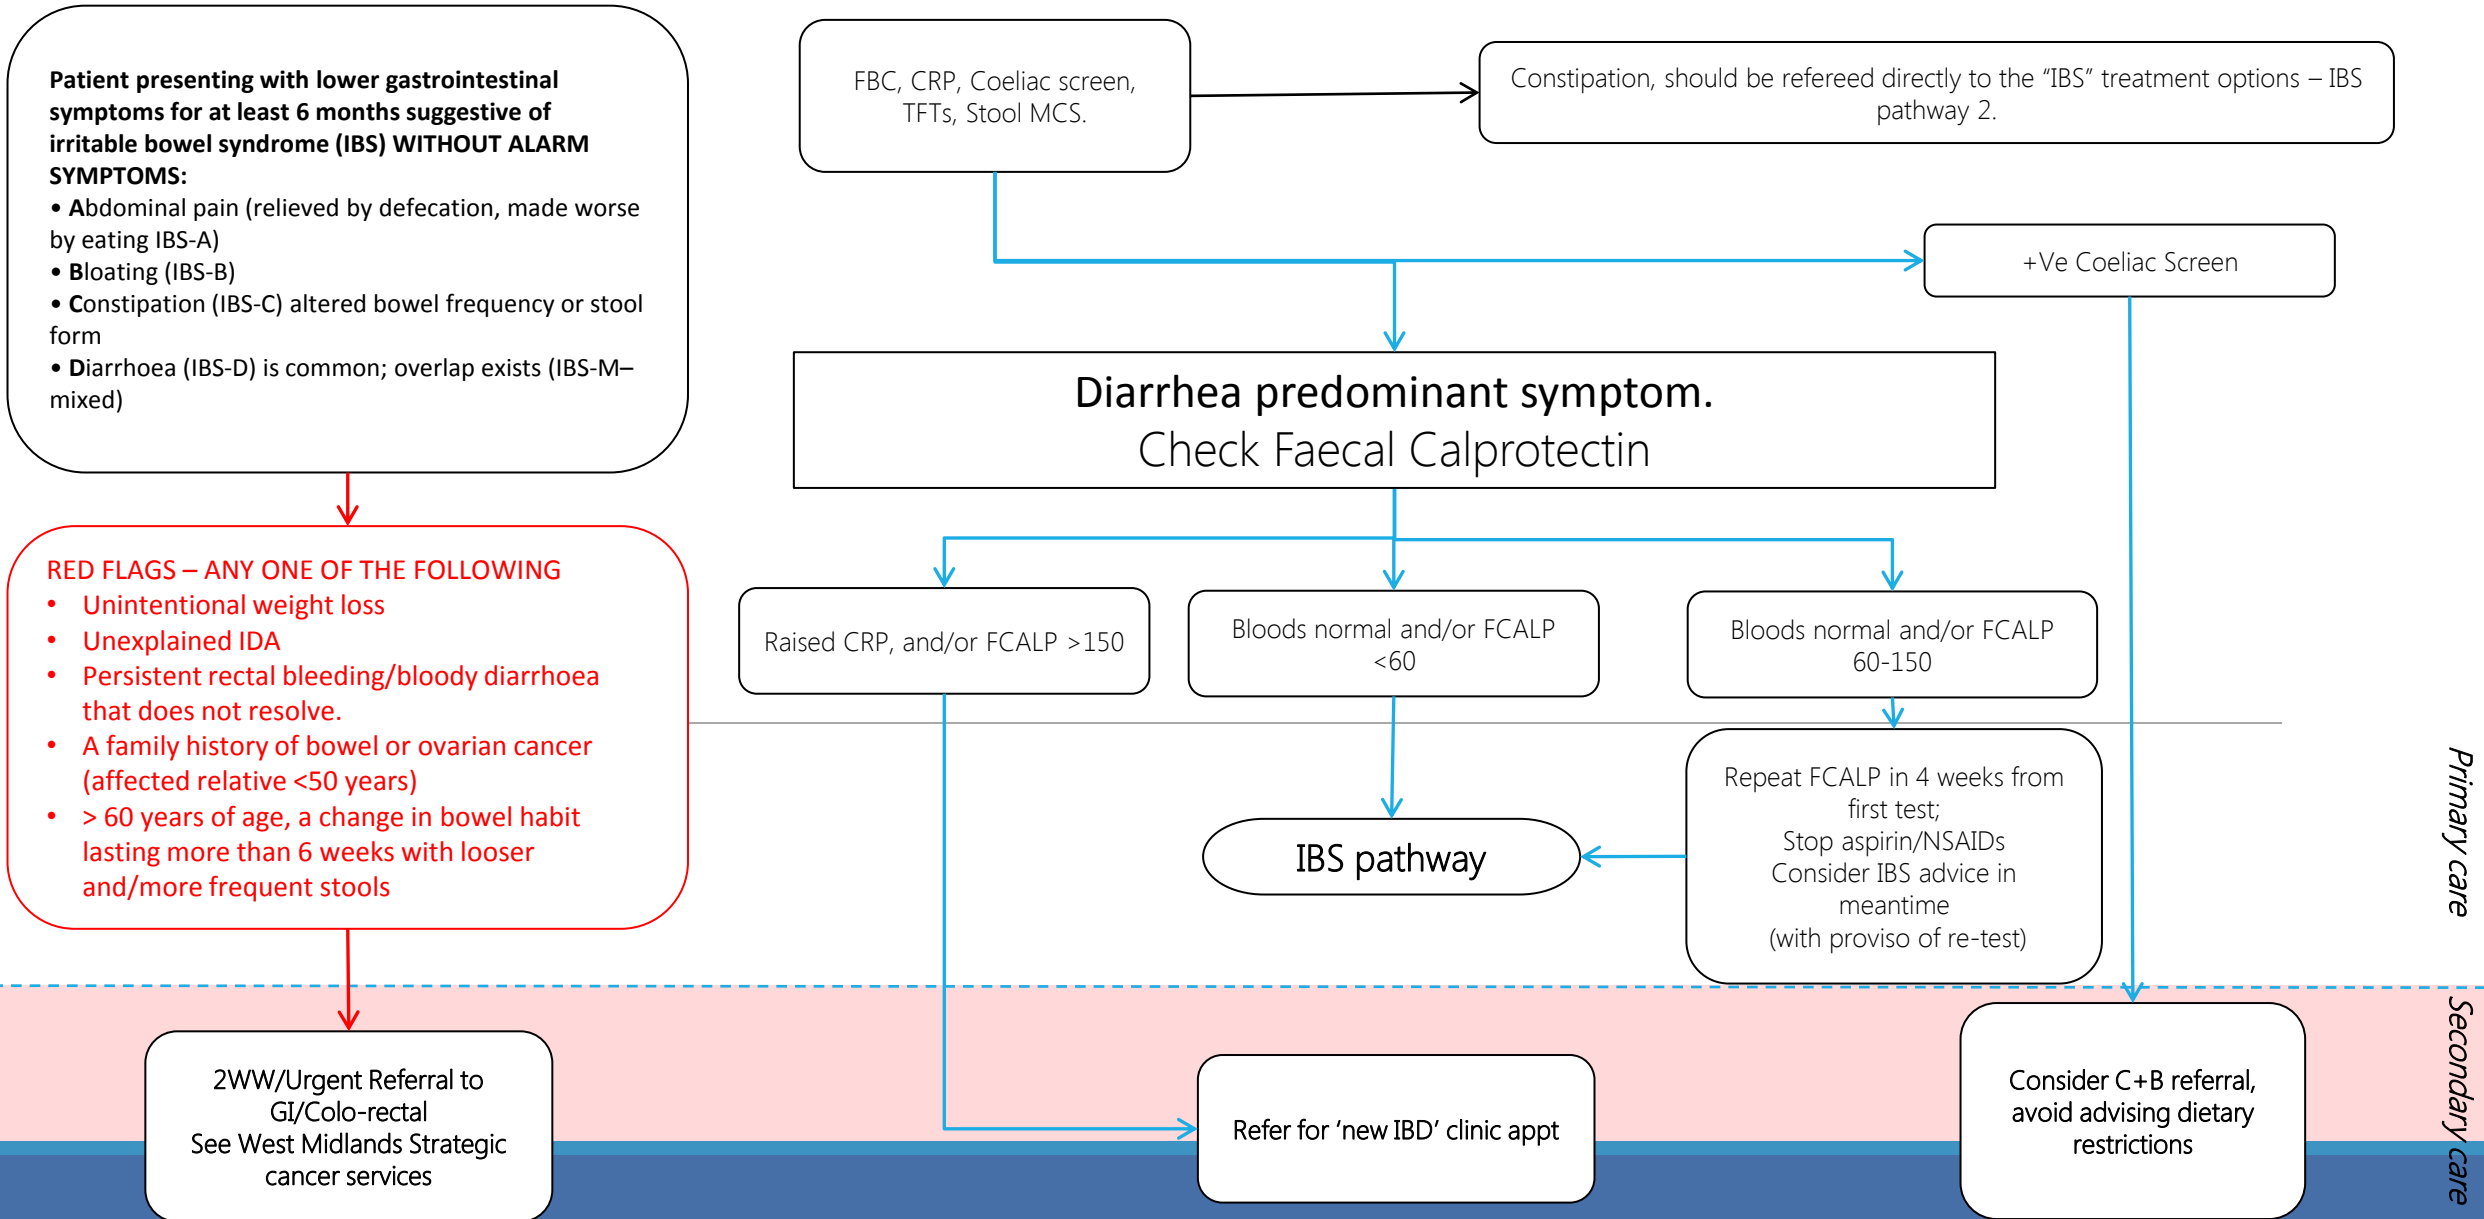 Patient presenting with lower gastrointestinal
symptoms for at least 6 months suggestive of
irritable bowel syndrome (IBS) WITHOUT ALARM
SYMPTOMS:
• Abdominal pain (relieved by defecation, made worse
by eating IBS-A)
• Bloating (IBS-B)
• Constipation (IBS-C) altered bowel frequency or stool
form
• Diarrhoea (IBS-D) is common; overlap exists (IBS-M–
mixed)
RED FLAGS – ANY ONE OF THE FOLLOWING
• Unintentional weight loss
• Unexplained IDA
• Persistent rectal bleeding/bloody diarrhoea
that does not resolve.
• A family history of bowel or ovarian cancer
(affected relative <50 years)
• > 60 years of age, a change in bowel habit
lasting more than 6 weeks with looser
and/more frequent stools
2WW/Urgent Referral to
GI/Colo-rectal
See West Midlands Strategic
cancer services
FBC, CRP, Coeliac screen,
TFTs, Stool MCS.
Constipation, should be refereed directly to the “IBS” treatment options – IBS
pathway 2.
+Ve Coeliac Screen
Diarrhea predominant symptom.
Check Faecal Calprotectin
Raised CRP, and/or FCALP >150
Bloods normal and/or FCALP
<60
Bloods normal and/or FCALP
60-150
IBS pathway
Repeat FCALP in 4 weeks from
first test;
Stop aspirin/NSAIDs
Consider IBS advice in
meantime
(with proviso of re-test)
Refer for ‘new IBD’ clinic appt
Consider C+B referral,
avoid advising dietary
restrictions
Primary care
Secondary care